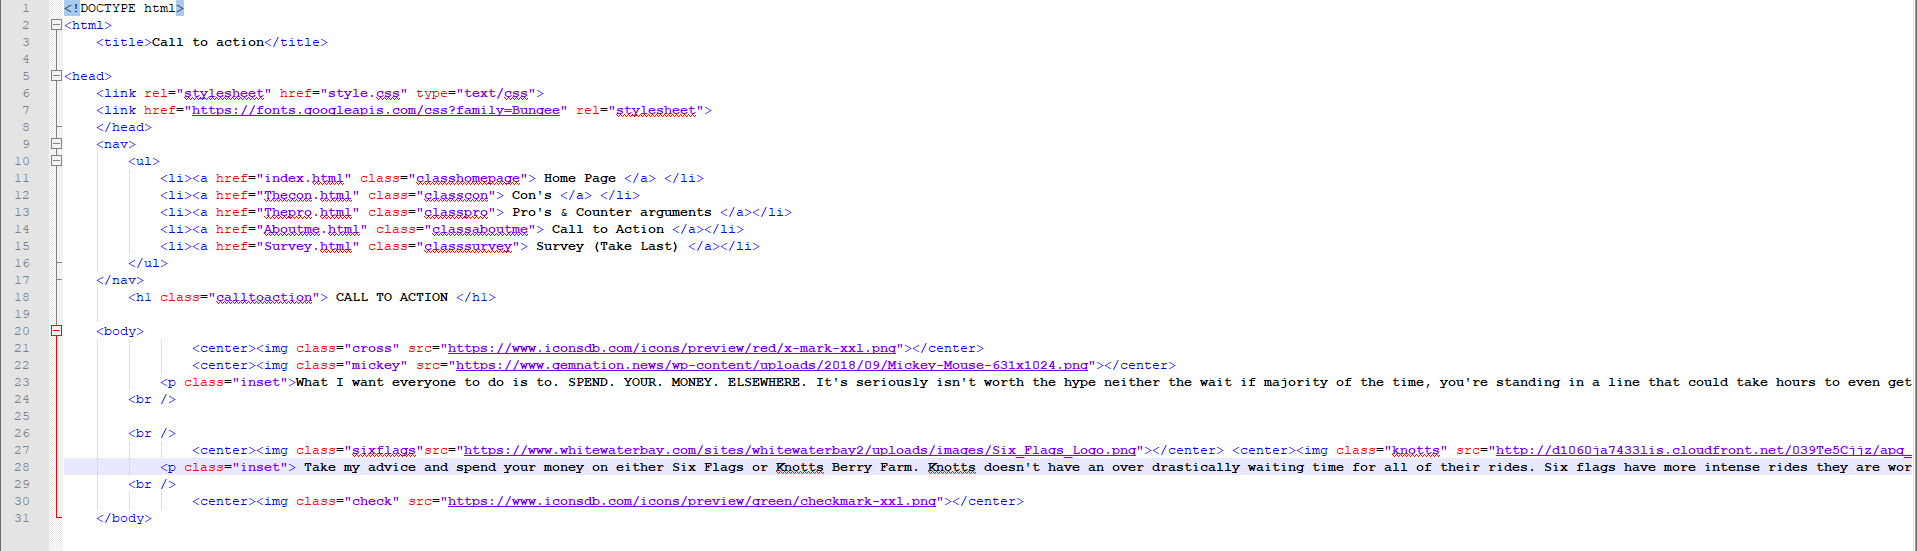 1 <!DOCTYPE html>
2 <html>
3 <title>Call to action</title>
4
5 <head>
6 <link rel="stylesheet" href="style.css" type="text/css">
7 <link href="https://fonts.googleapis.com/css?family=Bungee" rel="stylesheet">
8 </head>
9 <nav>
10 <ul>
11 <li><a href="index.html" class="classhomepage"> Home Page </a> </li>
12 <li><a href="Thecon.html" class="classcon"> Con's </a> </li>
13 <li><a href="Thepro.html" class="classpro"> Pro's & Counter arguments </a></li>
14 <li><a href="Aboutme.html" class="classaboutme"> Call to Action </a></li>
15 <li><a href="Survey.html" class="classsurvey"> Survey (Take Last) </a></li>
16 </ul>
17 </nav>
18 <h1 class="calltoaction"> CALL TO ACTION </h1>
19
20 <body>
21 <center><img class="cross" src="https://www.iconsdb.com/icons/preview/red/x-mark-xxl.png"></center>
22 <center><img class="mickey" src="https://www.gemnation.news/wp-content/uploads/2018/09/Mickey-Mouse-631x1024.png"></center>
23 <p class="inset">What I want everyone to do is to. SPEND. YOUR. MONEY. ELSEWHERE. It's seriously isn't worth the hype neither the wait if majority of the time, you're standing in a line that could take hours to even get
24 <br />
25
26 <br />
27 <center><img class="sixflags"src="https://www.whitewaterbay.com/sites/whitewaterbay2/uploads/images/Six_Flags_Logo.png"></center> <center><img class="knotts" src="http://d1060ja7433lis.cloudfront.net/039Te5Cjjz/apg_
28 <p class="inset"> Take my advice and spend your money on either Six Flags or Knotts Berry Farm. Knotts doesn't have an over drastically waiting time for all of their rides. Six flags have more intense rides they are wor
29 <br />
30 <center><img class="check" src="https://www.iconsdb.com/icons/preview/green/checkmark-xxl.png"></center>
31 </body>